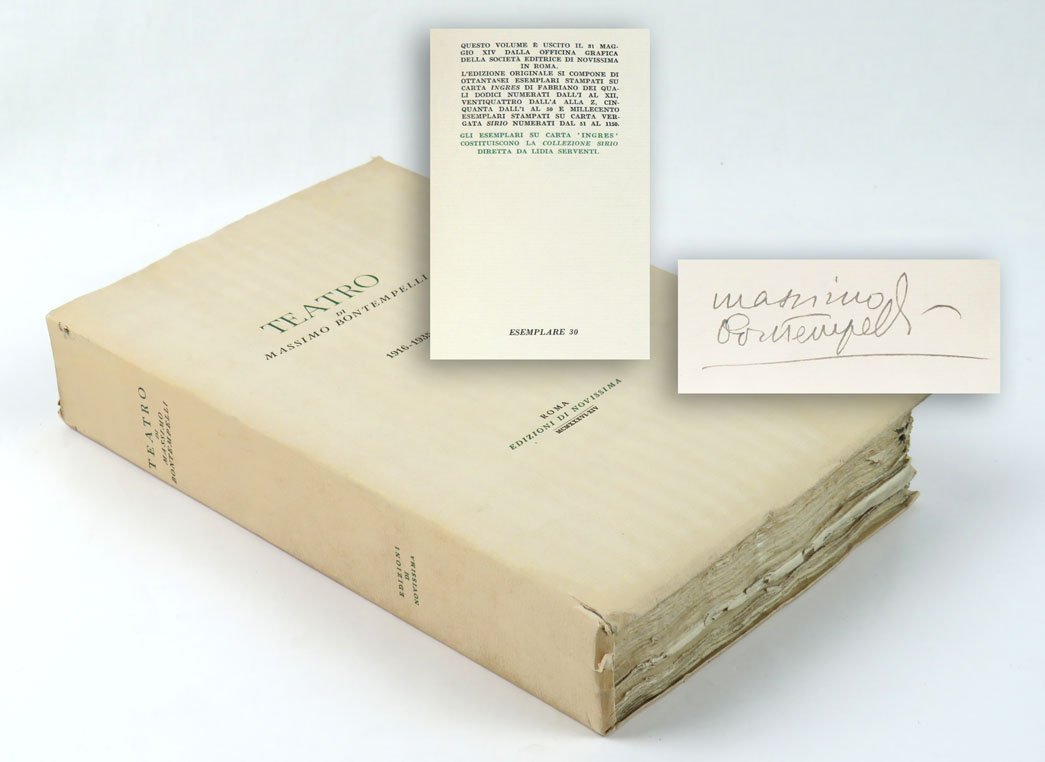 QUESTO VOLUME È USCITO IL 31 MAG-
GIO XIV DALLA OFFICINA GRAFICA
DELLA SOCIETÀ EDITRICE DI NOVISSIMA
IN ROMA.
L'EDIZIONE ORIGINALE SI COMPONE DI
OTTANTASEI ESEMPLARI STAMPATI SU
CARTA INGRES DI FABRIANO DEI QUA-
LI DODICI NUMERATI DALL'I AL XII,
VENTIQUATTRO DALL'A ALLA Z, CIN-
QUANTA DALL'1 AL 50 E MILLECENTO
ESEMPLARI STAMPATI SU CARTA VER-
GATA SIRIO NUMERATI DAL 51 AL 1150.
GLI ESEMPLARI SU CARTA 'INGRES'
COSTITUISCONO LA COLLEZIONE SIRIO
DIRETTA DA LIDIA SERVENTI.
ESEMPLARE 30
massimo
Bontempelli
TEATRO
DI
MASSIMO BONTEMPELLI
ROMA
EDIZIONI DI NOVISSIMA
MCMXXXVI-XIV
TEATRO
DI
MASSIMO
BONTEMPELLI
EDIZIONI
DI
NOVISSIMA